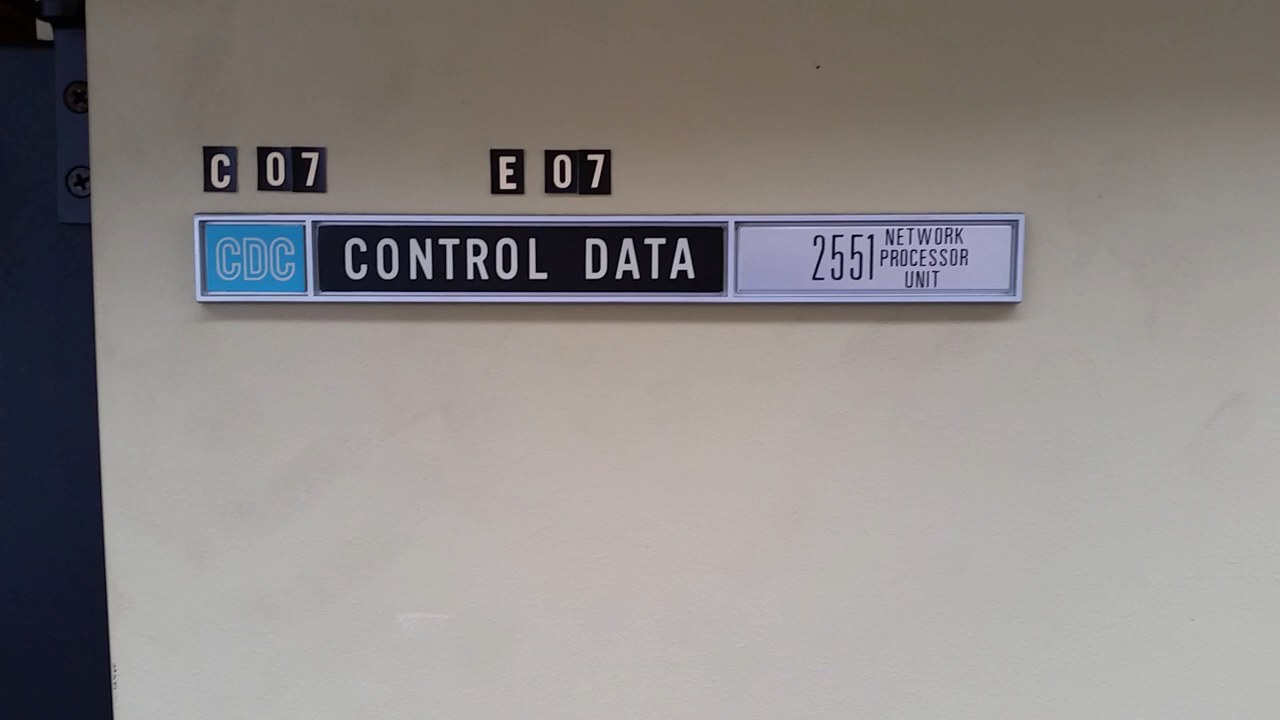 C 07 E 07
CDC CONTROL DATA 2551 NETWORK
PROCESSOR
UNIT